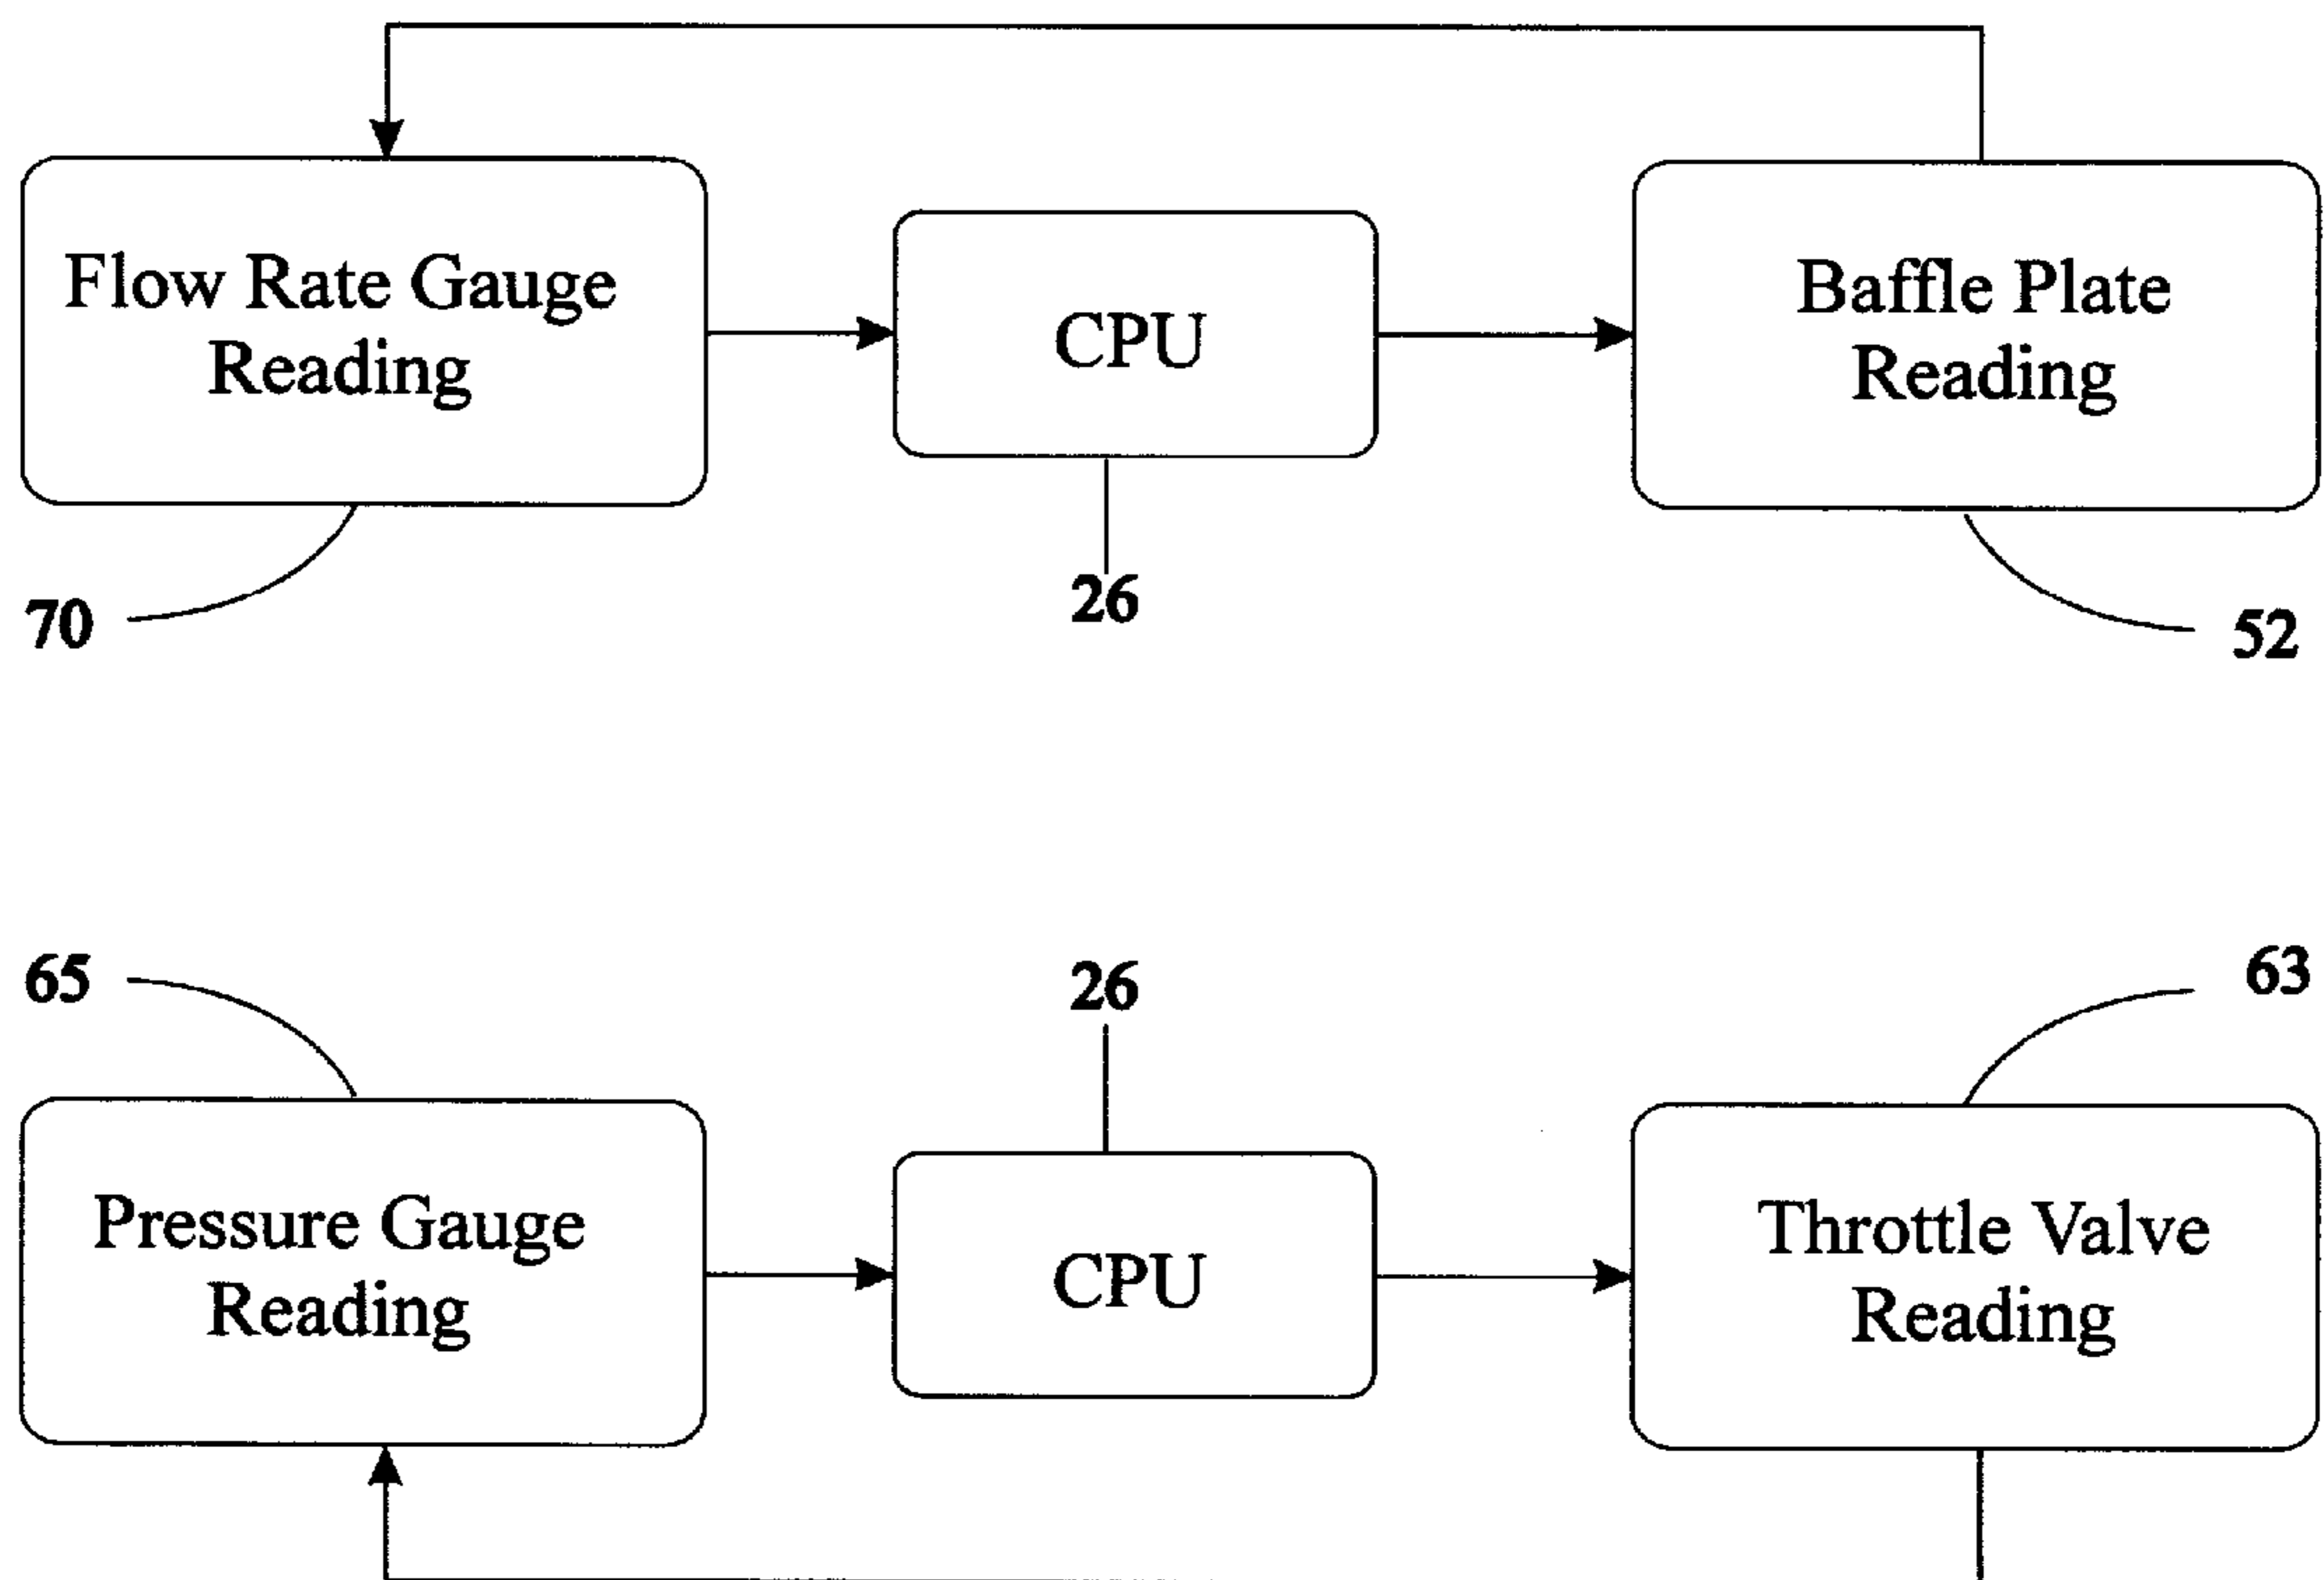 Flow Rate Gauge
Reading
CPU
Baffle Plate
Reading
70
26
52
65
26
63
Pressure Gauge
Reading
CPU
Throttle Valve
Reading